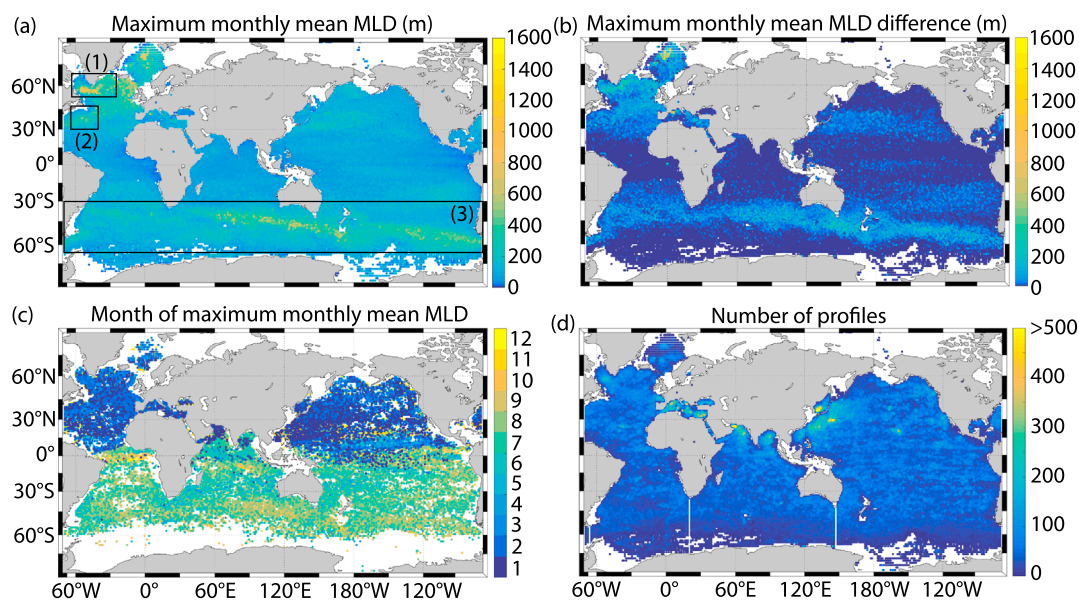 (a)
Maximum monthly mean MLD (m)
60°N
30°N
0°
30°S
60°S
(1)
(2)
(3)
1600
1400
1200
1000
800
600
400
200
0
(b)
Maximum monthly mean MLD difference (m)
1600
1400
1200
1000
800
600
400
200
0
(c)
Month of maximum monthly mean MLD
60°N
30°N
0°
30°S
60°S
60°W
0°
60°E
120°E
180°
120°W
12
11
10
9
8
7
6
5
4
3
2
1
(d)
Number of profiles
60°W
0°
60°E
120°E
180°
120°W
>500
400
300
200
100
0